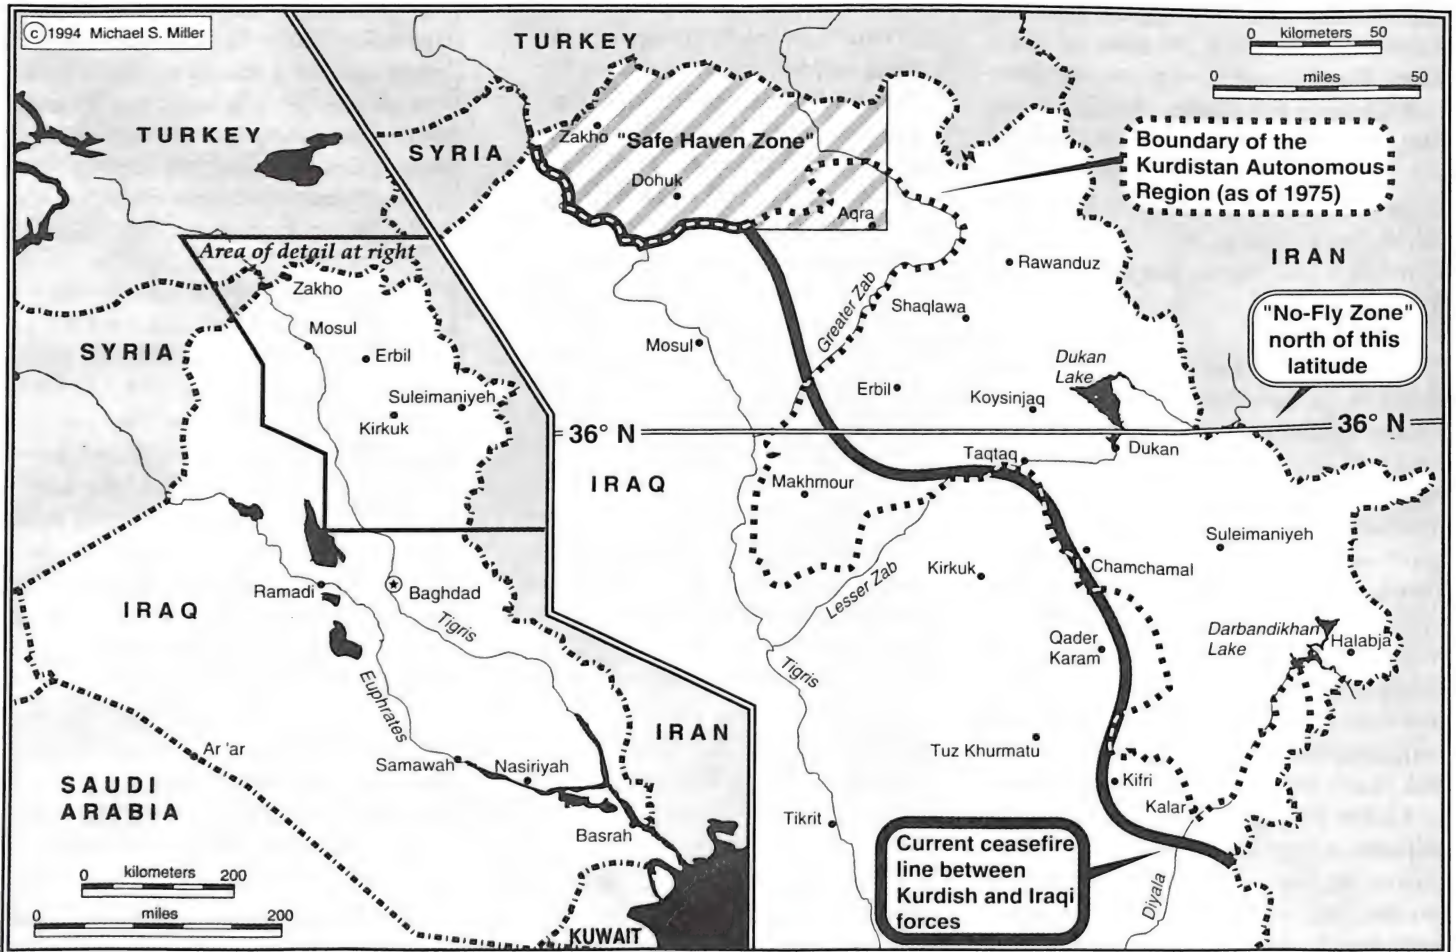 ©1994 Michael S. Miller
TURKEY
SYRIA
Area of detail at right
Zakho
Mosul
Erbil
Suleimaniyeh
Kirkuk
Ramadi
Baghdad
IRAQ
Tigris
Euphrates
Samawah
Nasiriyah
Basrah
IRAN
Ar 'ar
SAUDI
ARABIA
KUWAIT
0 kilometers 200
0 miles 200
TURKEY
0 kilometers 50
0 miles 50
SYRIA
Zakho
"Safe Haven Zone"
Dohuk
Aqra
Boundary of the
Kurdistan Autonomous
Region (as of 1975)
IRAN
Rawanduz
Greater Zab
Shaqlawa
Mosul
"No-Fly Zone"
north of this
latitude
Dukan
Lake
Erbil
Koysinjaq
36° N
36° N
Taqtaq
Dukan
IRAQ
Makhmour
Suleimaniyeh
Kirkuk
Chamchamal
Lesser Zab
Qader
Karam
Darbandikhan
Lake
Halabja
Tigris
Tuz Khurmatu
Kifri
Kalar
Tikrit
Current ceasefire
line between
Kurdish and Iraqi
forces
Diyala